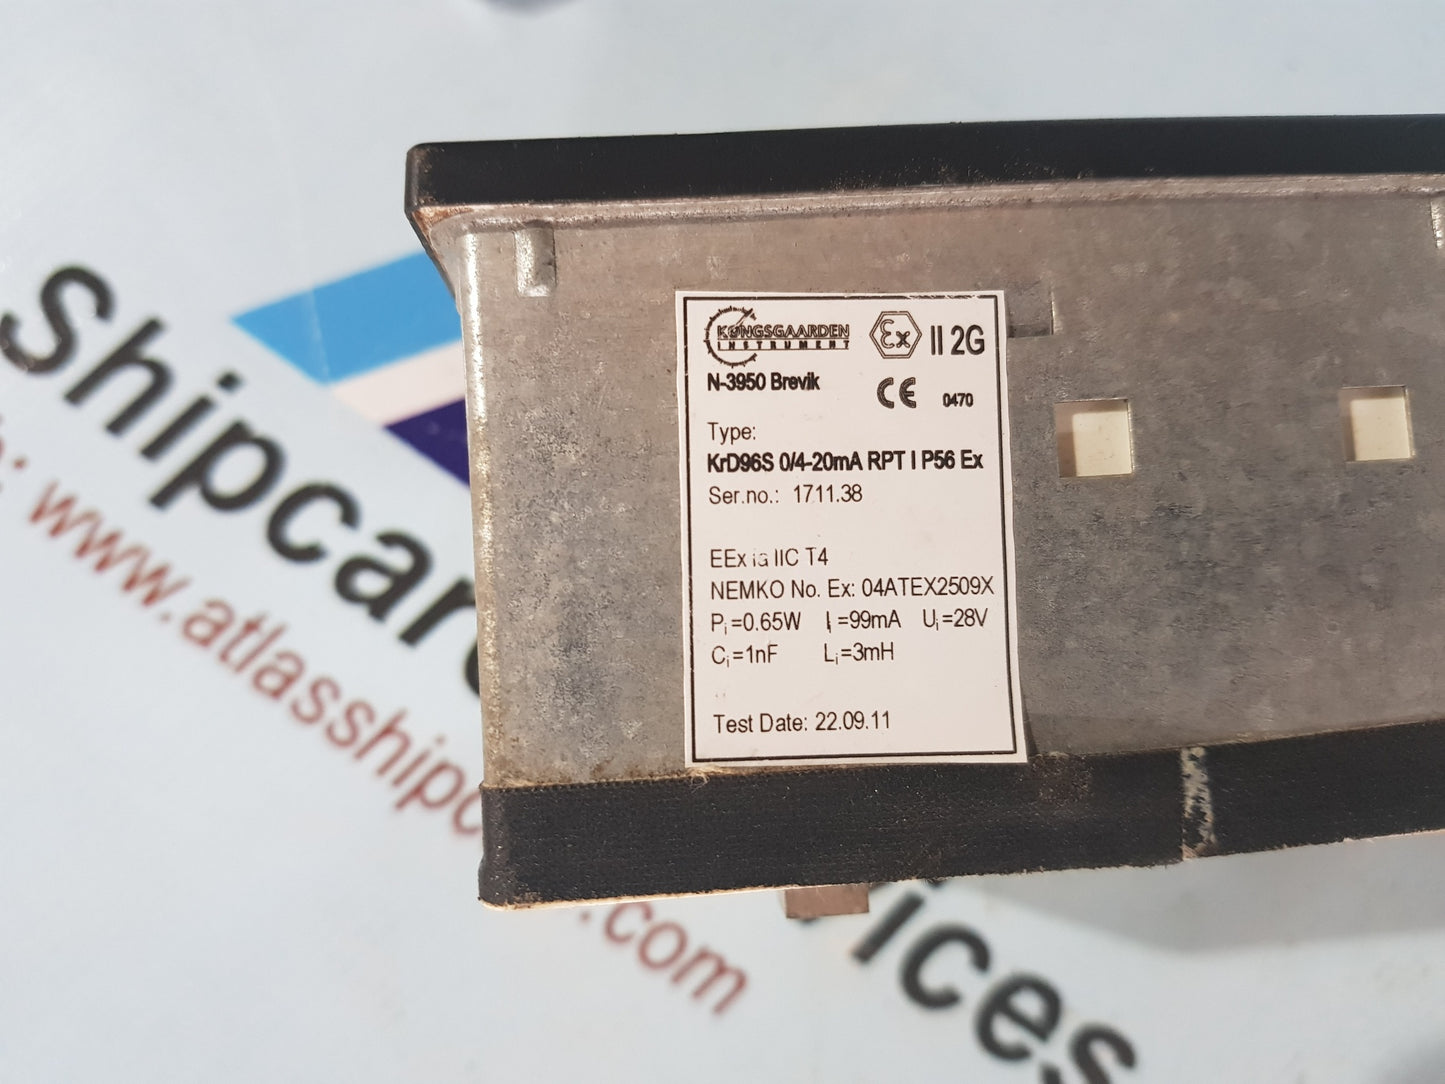 KONGSGAARDEN
INSTRUMENT
Ex II 2G
N-3950 Brevik
CE 0470
Type:
KrD96S 0/4-20mA RPT I P56 Ex
Ser.no.: 1711.38
EEx ia IIC T4
NEMKO No. Ex: 04ATEX2509X
Pi=0.65W Ii=99mA Ui=28V
Ci=1nF Li=3mH
Test Date: 22.09.11
shipcare
www.atlasshipc
.com
ices